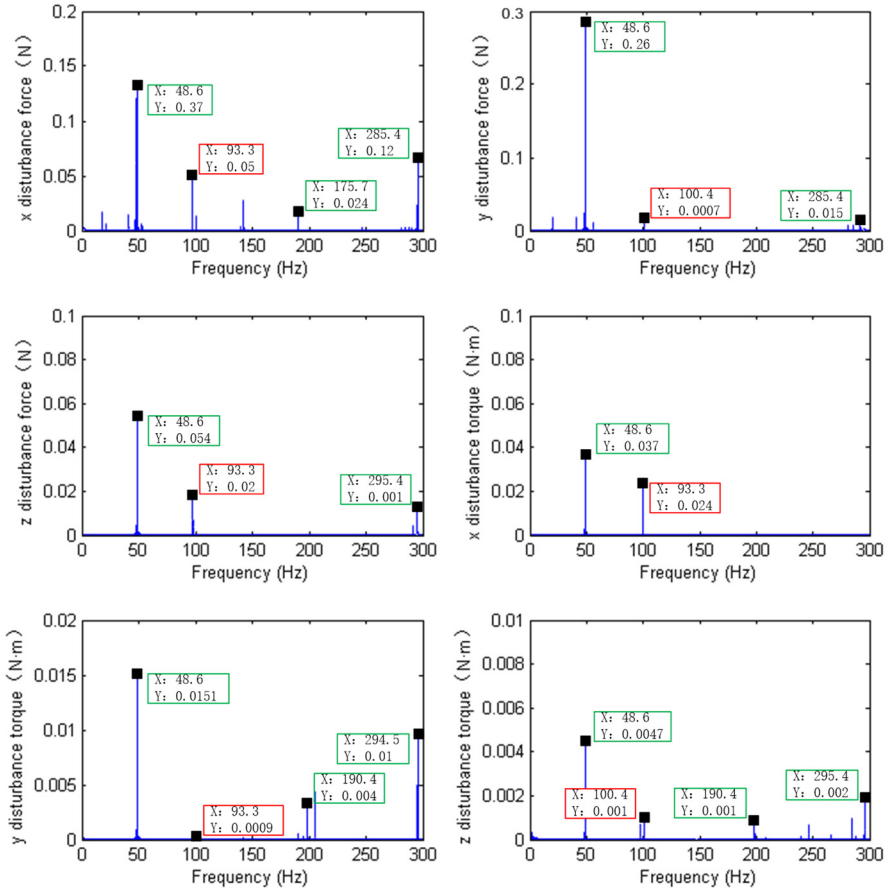 x disturbance force（N）
0.2
0.15
0.1
0.05
0
X: 48.6
Y: 0.37
X: 93.3
Y: 0.05
X: 175.7
Y: 0.024
X: 285.4
Y: 0.12
0 50 100 150 200 250 300
Frequency (Hz)
y disturbance force（N）
0.3
0.2
0.1
0
X: 48.6
Y: 0.26
X: 100.4
Y: 0.0007
X: 285.4
Y: 0.015
0 50 100 150 200 250 300
Frequency (Hz)
z disturbance force（N）
0.1
0.08
0.06
0.04
0.02
0
X: 48.6
Y: 0.054
X: 93.3
Y: 0.02
X: 295.4
Y: 0.001
0 50 100 150 200 250 300
Frequency (Hz)
x disturbance torque（N·m）
0.1
0.08
0.06
0.04
0.02
0
X: 48.6
Y: 0.037
X: 93.3
Y: 0.024
0 50 100 150 200 250 300
Frequency (Hz)
y disturbance torque（N·m）
0.02
0.015
0.01
0.005
0
X: 48.6
Y: 0.0151
X: 93.3
Y: 0.0009
X: 190.4
Y: 0.004
X: 294.5
Y: 0.01
0 50 100 150 200 250 300
Frequency (Hz)
z disturbance torque（N·m）
0.01
0.008
0.006
0.004
0.002
0
X: 48.6
Y: 0.0047
X: 100.4
Y: 0.001
X: 190.4
Y: 0.001
X: 295.4
Y: 0.002
0 50 100 150 200 250 300
Frequency (Hz)